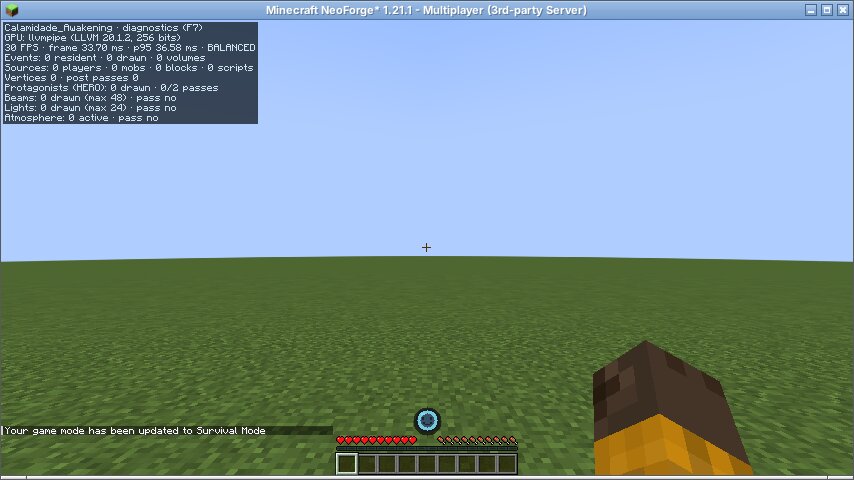 Minecraft NeoForge* 1.21.1 - Multiplayer (3rd-party Server)
Calamidade_Awakening · diagnostics (F7)
GPU: llvmpipe (LLVM 20.1.2, 256 bits)
30 FPS · frame 33.70 ms · p95 36.58 ms · BALANCED
Events: 0 resident · 0 drawn · 0 volumes
Sources: 0 players · 0 mobs · 0 blocks · 0 scripts
Vertices 0 · post passes 0
Protagonists (HERO): 0 drawn · 0/2 passes
Beams: 0 drawn (max 48) · pass no
Lights: 0 drawn (max 24) · pass no
Atmosphere: 0 active · pass no
Your game mode has been updated to Survival Mode